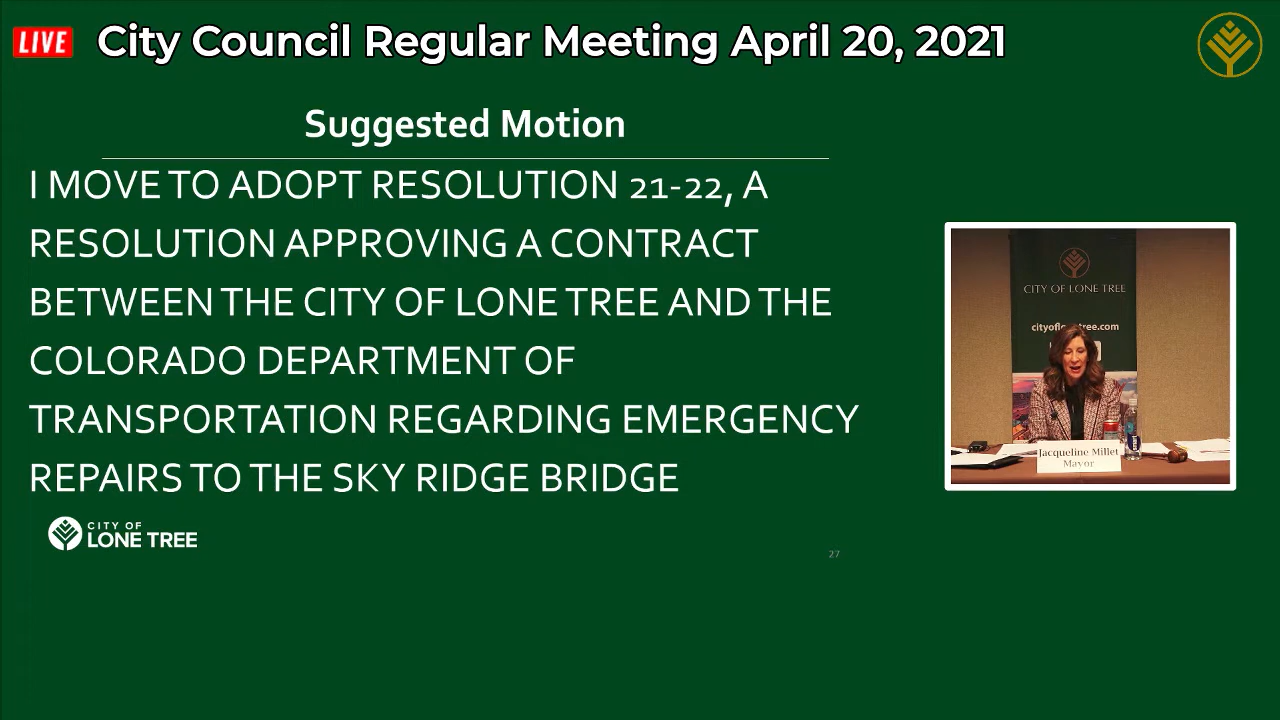 LIVE City Council Regular Meeting April 20, 2021
Suggested Motion
I MOVE TO ADOPT RESOLUTION 21-22, A
RESOLUTION APPROVING A CONTRACT
BETWEEN THE CITY OF LONE TREE AND THE
COLORADO DEPARTMENT OF
TRANSPORTATION REGARDING EMERGENCY
REPAIRS TO THE SKY RIDGE BRIDGE
CITY OF
LONE TREE
27
CITY OF LONE TREE
Jacqueline Millet
Mayor